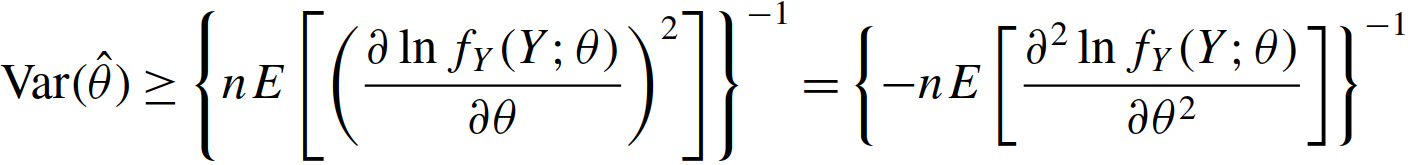 Var(θ̂) ≥ { nE [ ( ∂ ln f_Y(Y; θ) / ∂θ )² ] }⁻¹ = { −nE [ ∂² ln f_Y(Y; θ) / ∂θ² ] }⁻¹